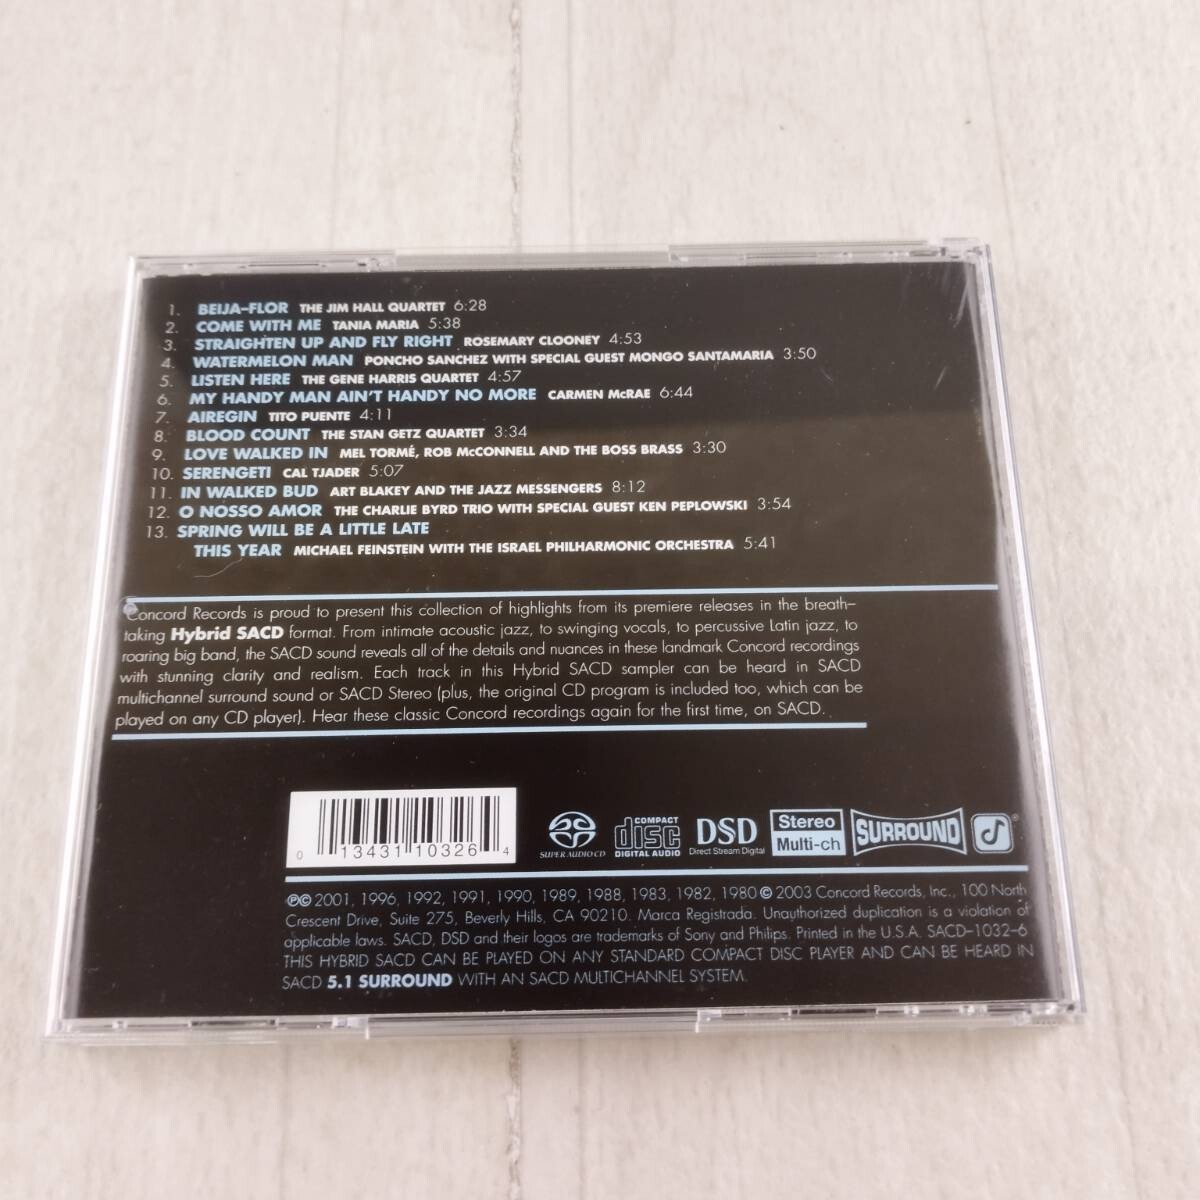 1. BEIJA-FLOR THE JIM HALL QUARTET 6:28
2. COME WITH ME TANIA MARIA 5:38
3. STRAIGHTEN UP AND FLY RIGHT ROSEMARY CLOONEY 4:53
4. WATERMELON MAN PONCHO SANCHEZ WITH SPECIAL GUEST MONGO SANTAMARIA 3:50
5. LISTEN HERE THE GENE HARRIS QUARTET 4:57
6. MY HANDY MAN AIN'T HANDY NO MORE CARMEN McRAE 6:44
7. AIREGIN TITO PUENTE 4:11
8. BLOOD COUNT THE STAN GETZ QUARTET 3:34
9. LOVE WALKED IN MEL TORMÉ, ROB McCONNELL AND THE BOSS BRASS 3:30
10. SERENGETI CAL TJADER 5:07
11. IN WALKED BUD ART BLAKEY AND THE JAZZ MESSENGERS 8:12
12. O NOSSO AMOR THE CHARLIE BYRD TRIO WITH SPECIAL GUEST KEN PEPLOWSKI 3:54
13. SPRING WILL BE A LITTLE LATE
THIS YEAR MICHAEL FEINSTEIN WITH THE ISRAEL PHILHARMONIC ORCHESTRA 5:41
Concord Records is proud to present this collection of highlights from its premiere releases in the breath-
taking Hybrid SACD format. From intimate acoustic jazz, to swinging vocals, to percussive Latin jazz, to
roaring big band, the SACD sound reveals all of the details and nuances in these landmark Concord recordings
with stunning clarity and realism. Each track in this Hybrid SACD sampler can be heard in SACD
multichannel surround sound or SACD Stereo (plus, the original CD program is included too, which can be
played on any CD player). Hear these classic Concord recordings again for the first time, on SACD.
0 13431 10326 4
SUPER AUDIO CD
COMPACT
disc
DIGITAL AUDIO
DSD
Direct Stream Digital
Stereo
Multi-ch
SURROUND
®
℗© 2001, 1996, 1992, 1991, 1990, 1989, 1988, 1983, 1982, 1980 © 2003 Concord Records, Inc., 100 North
Crescent Drive, Suite 275, Beverly Hills, CA 90210. Marca Registrada. Unauthorized duplication is a violation of
applicable laws. SACD, DSD and their logos are trademarks of Sony and Philips. Printed in the U.S.A. SACD-1032-6
THIS HYBRID SACD CAN BE PLAYED ON ANY STANDARD COMPACT DISC PLAYER AND CAN BE HEARD IN
SACD 5.1 SURROUND WITH AN SACD MULTICHANNEL SYSTEM.